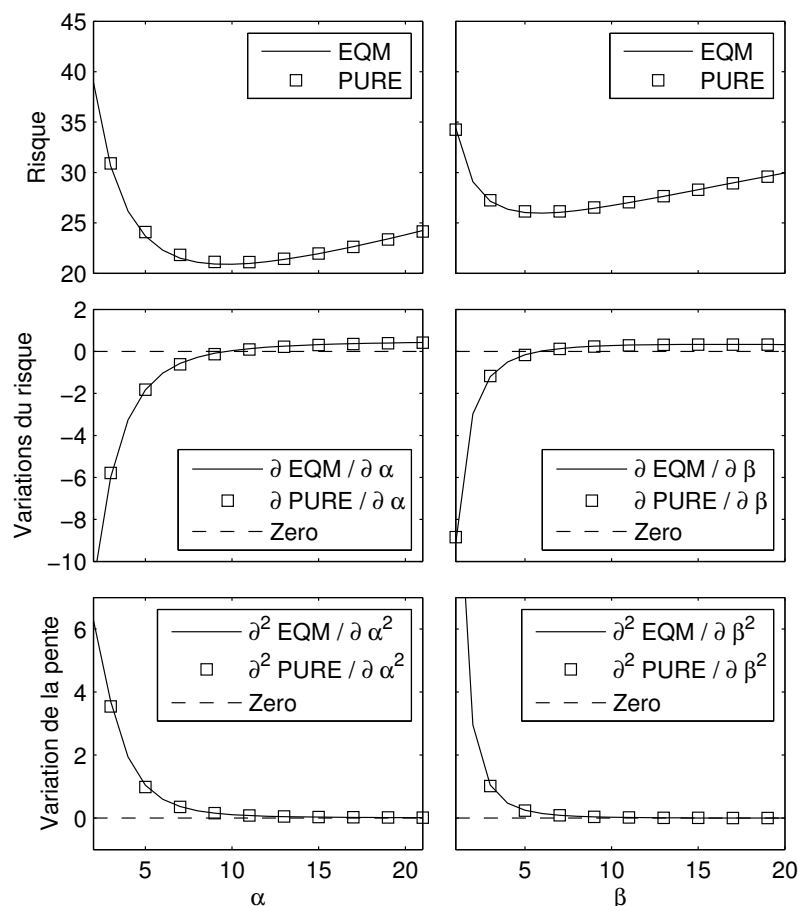 45
40
35
30
25
20
Risque
EQM
PURE
EQM
PURE
2
0
−2
−4
−6
−8
−10
Variations du risque
∂ EQM / ∂ α
∂ PURE / ∂ α
Zero
∂ EQM / ∂ β
∂ PURE / ∂ β
Zero
6
4
2
0
Variation de la pente
∂² EQM / ∂ α²
∂² PURE / ∂ α²
Zero
∂² EQM / ∂ β²
∂² PURE / ∂ β²
Zero
5 10 15 20
α
5 10 15 20
β